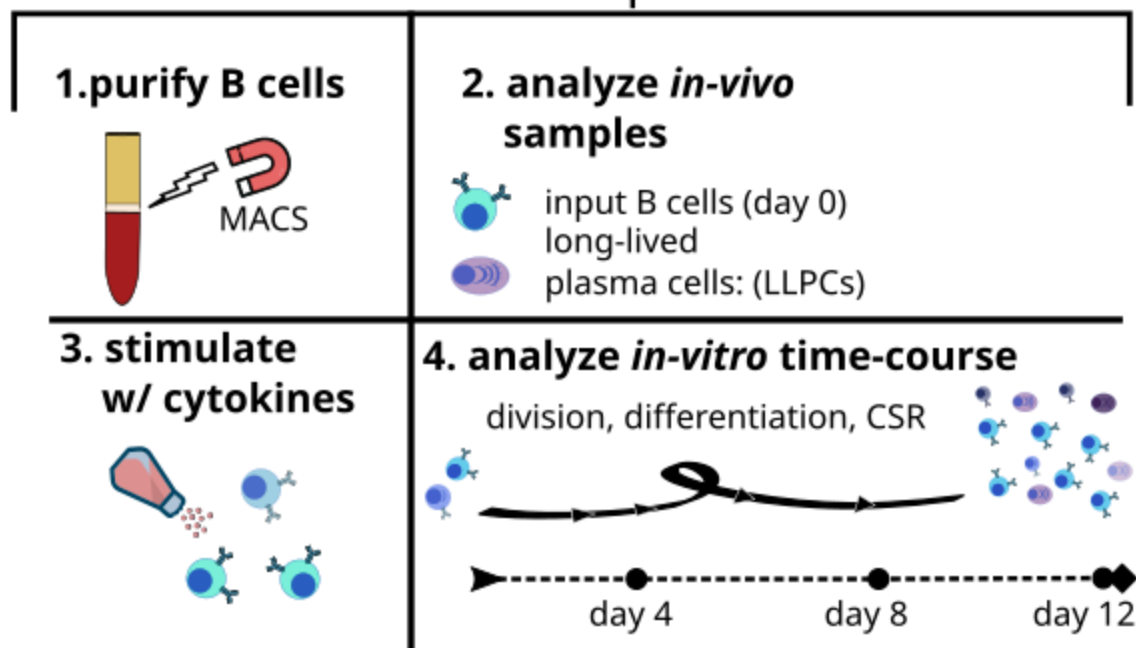 1.purify B cells
MACS
2. analyze in-vivo
samples
input B cells (day 0)
long-lived
plasma cells: (LLPCs)
3. stimulate
w/ cytokines
4. analyze in-vitro time-course
division, differentiation, CSR
day 4
day 8
day 12